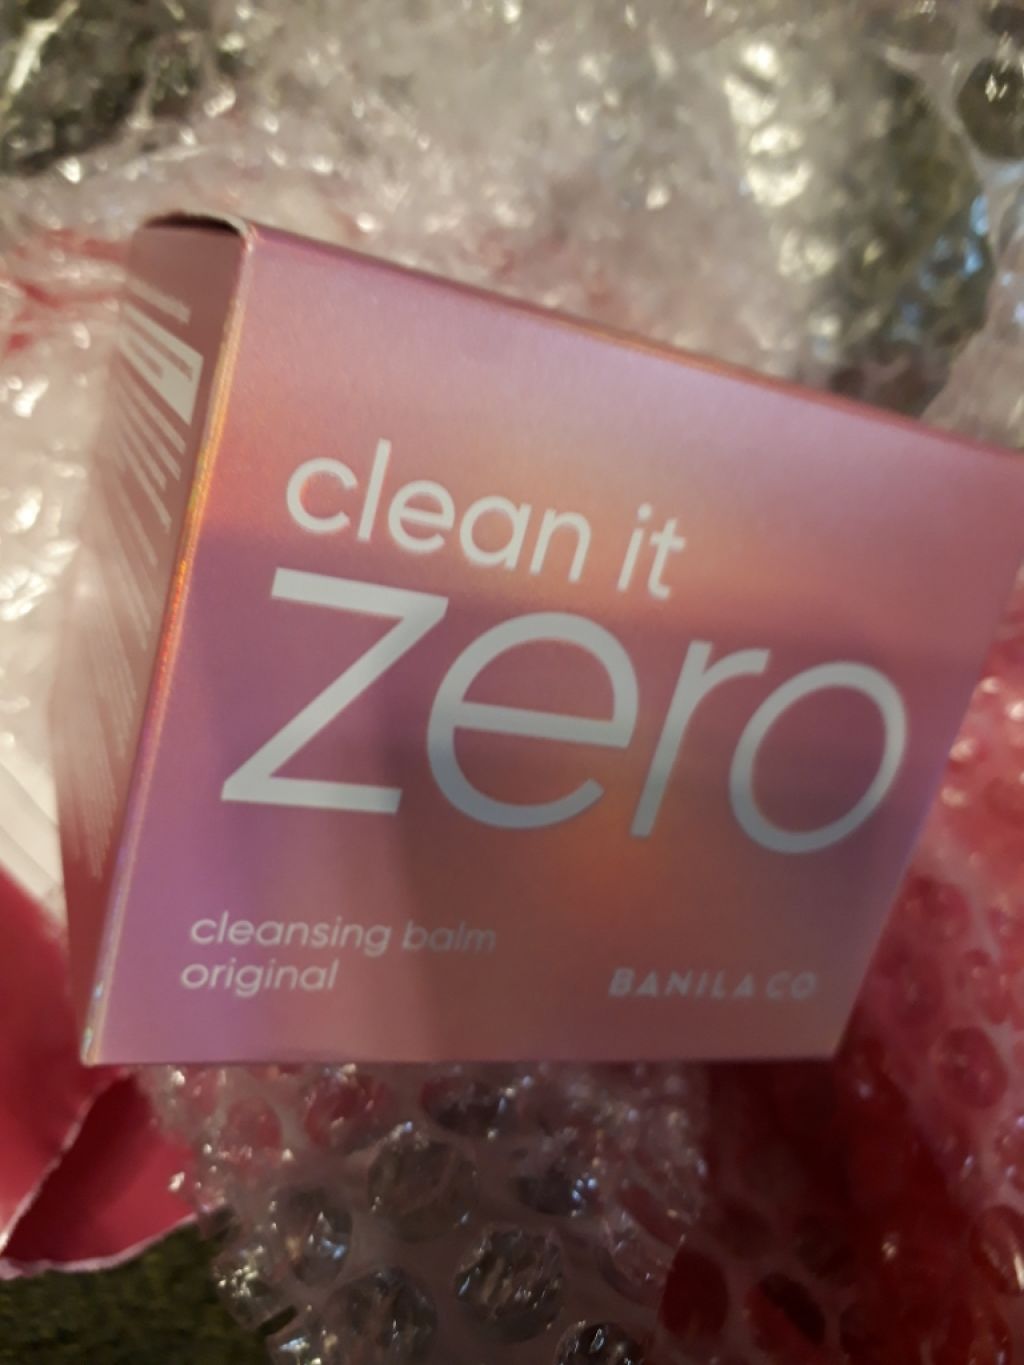 clean it
zero
cleansing balm
original
BANILA CO